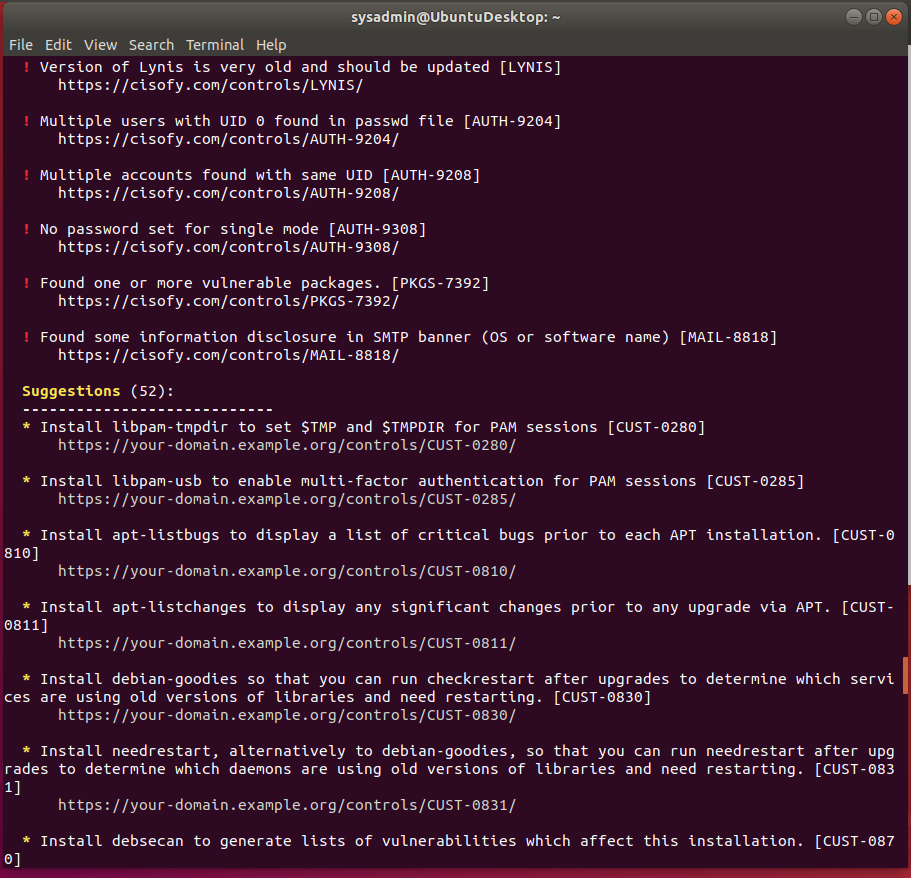 sysadmin@UbuntuDesktop: ~
File Edit View Search Terminal Help
! Version of Lynis is very old and should be updated [LYNIS]
https://cisofy.com/controls/LYNIS/
! Multiple users with UID 0 found in passwd file [AUTH-9204]
https://cisofy.com/controls/AUTH-9204/
! Multiple accounts found with same UID [AUTH-9208]
https://cisofy.com/controls/AUTH-9208/
! No password set for single mode [AUTH-9308]
https://cisofy.com/controls/AUTH-9308/
! Found one or more vulnerable packages. [PKGS-7392]
https://cisofy.com/controls/PKGS-7392/
! Found some information disclosure in SMTP banner (OS or software name) [MAIL-8818]
https://cisofy.com/controls/MAIL-8818/
Suggestions (52):
----------------------------
* Install libpam-tmpdir to set $TMP and $TMPDIR for PAM sessions [CUST-0280]
https://your-domain.example.org/controls/CUST-0280/
* Install libpam-usb to enable multi-factor authentication for PAM sessions [CUST-0285]
https://your-domain.example.org/controls/CUST-0285/
* Install apt-listbugs to display a list of critical bugs prior to each APT installation. [CUST-0
810]
https://your-domain.example.org/controls/CUST-0810/
* Install apt-listchanges to display any significant changes prior to any upgrade via APT. [CUST-
0811]
https://your-domain.example.org/controls/CUST-0811/
* Install debian-goodies so that you can run checkrestart after upgrades to determine which servi
ces are using old versions of libraries and need restarting. [CUST-0830]
https://your-domain.example.org/controls/CUST-0830/
* Install needrestart, alternatively to debian-goodies, so that you can run needrestart after upg
rades to determine which daemons are using old versions of libraries and need restarting. [CUST-083
1]
https://your-domain.example.org/controls/CUST-0831/
* Install debsecan to generate lists of vulnerabilities which affect this installation. [CUST-087
0]